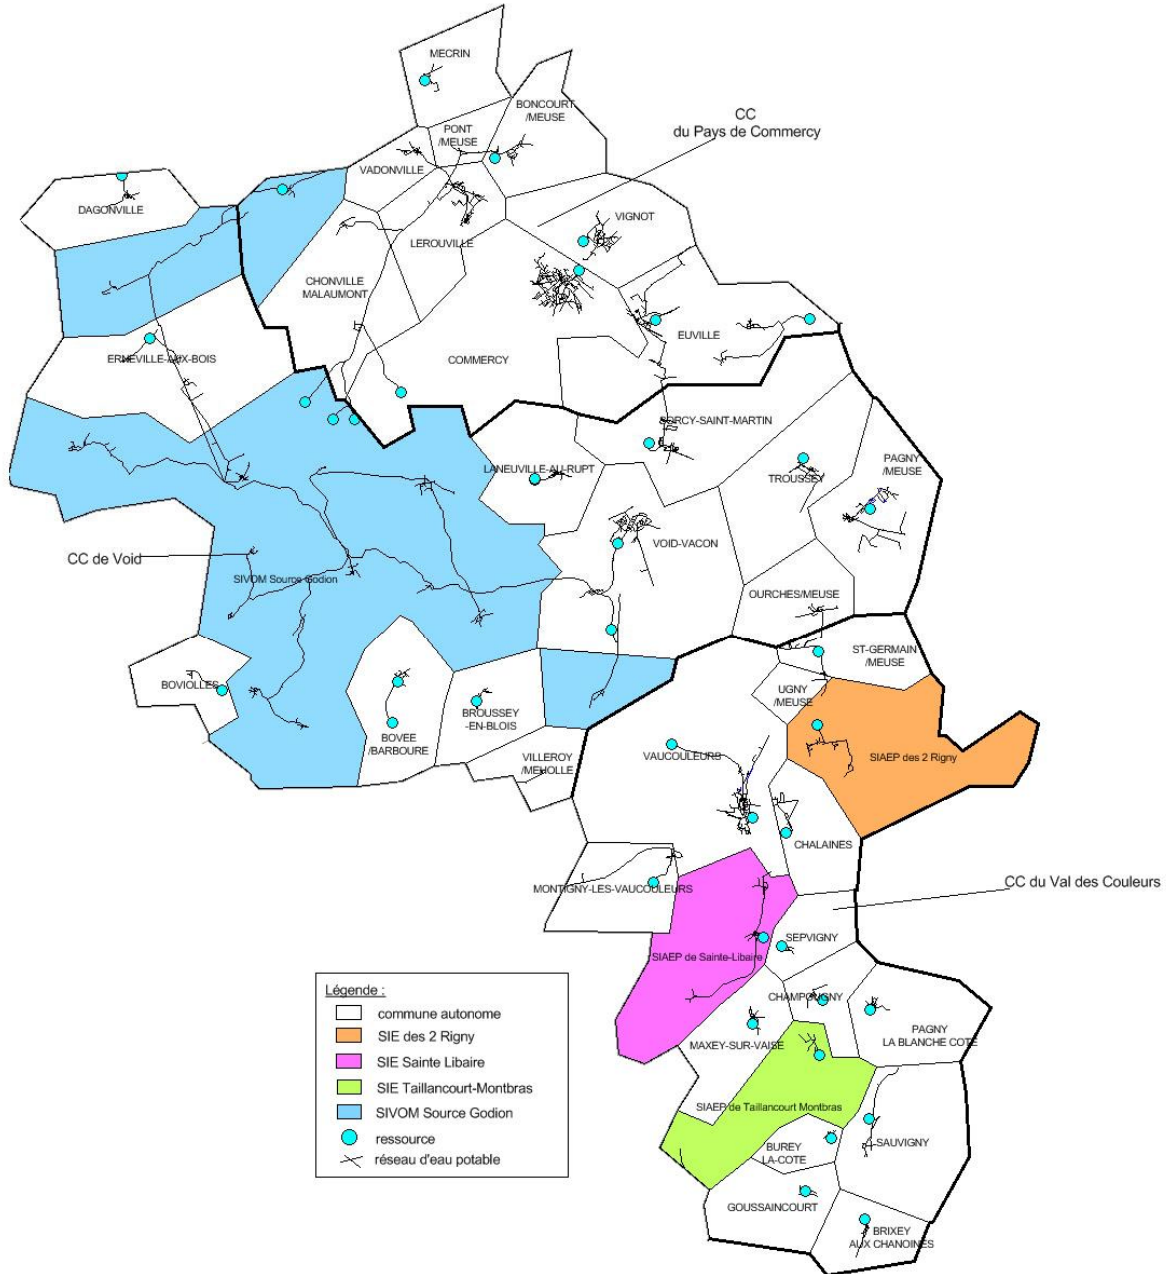 MECRIN
BONCOURT
/MEUSE
CC
du Pays de Commercy
PONT
/MEUSE
VADONVILLE
DAGONVILLE
VIGNOT
LEROUVILLE
CHONVILLE
MALAUMONT
EUVILLE
ERNEVILLE-AUX-BOIS
COMMERCY
SORCY-SAINT-MARTIN
PAGNY
/MEUSE
LANEUVILLE-AU-RUPT
TROUSSEY
VOID-VACON
CC de Void
SIVOM Source Godion
OURCHES/MEUSE
ST-GERMAIN
/MEUSE
BOVIOLLES
UGNY
/MEUSE
BROUSSEY
-EN-BLOIS
BOVEE
/BARBOURE
VILLEROY
/MEHOLLE
VAUCOULEURS
SIAEP des 2 Rigny
CHALAINES
MONTIGNY-LES-VAUCOULEURS
CC du Val des Couleurs
SEPVIGNY
SIAEP de Sainte-Libaire
CHAMPOUGNY
PAGNY
LA BLANCHE COTE
MAXEY-SUR-VAISE
SIAEP de Taillancourt Montbras
BUREY
LA-COTE
SAUVIGNY
GOUSSAINCOURT
BRIXEY
AUX CHANOINES
Légende :
commune autonome
SIE des 2 Rigny
SIE Sainte Libaire
SIE Taillancourt-Montbras
SIVOM Source Godion
ressource
réseau d'eau potable